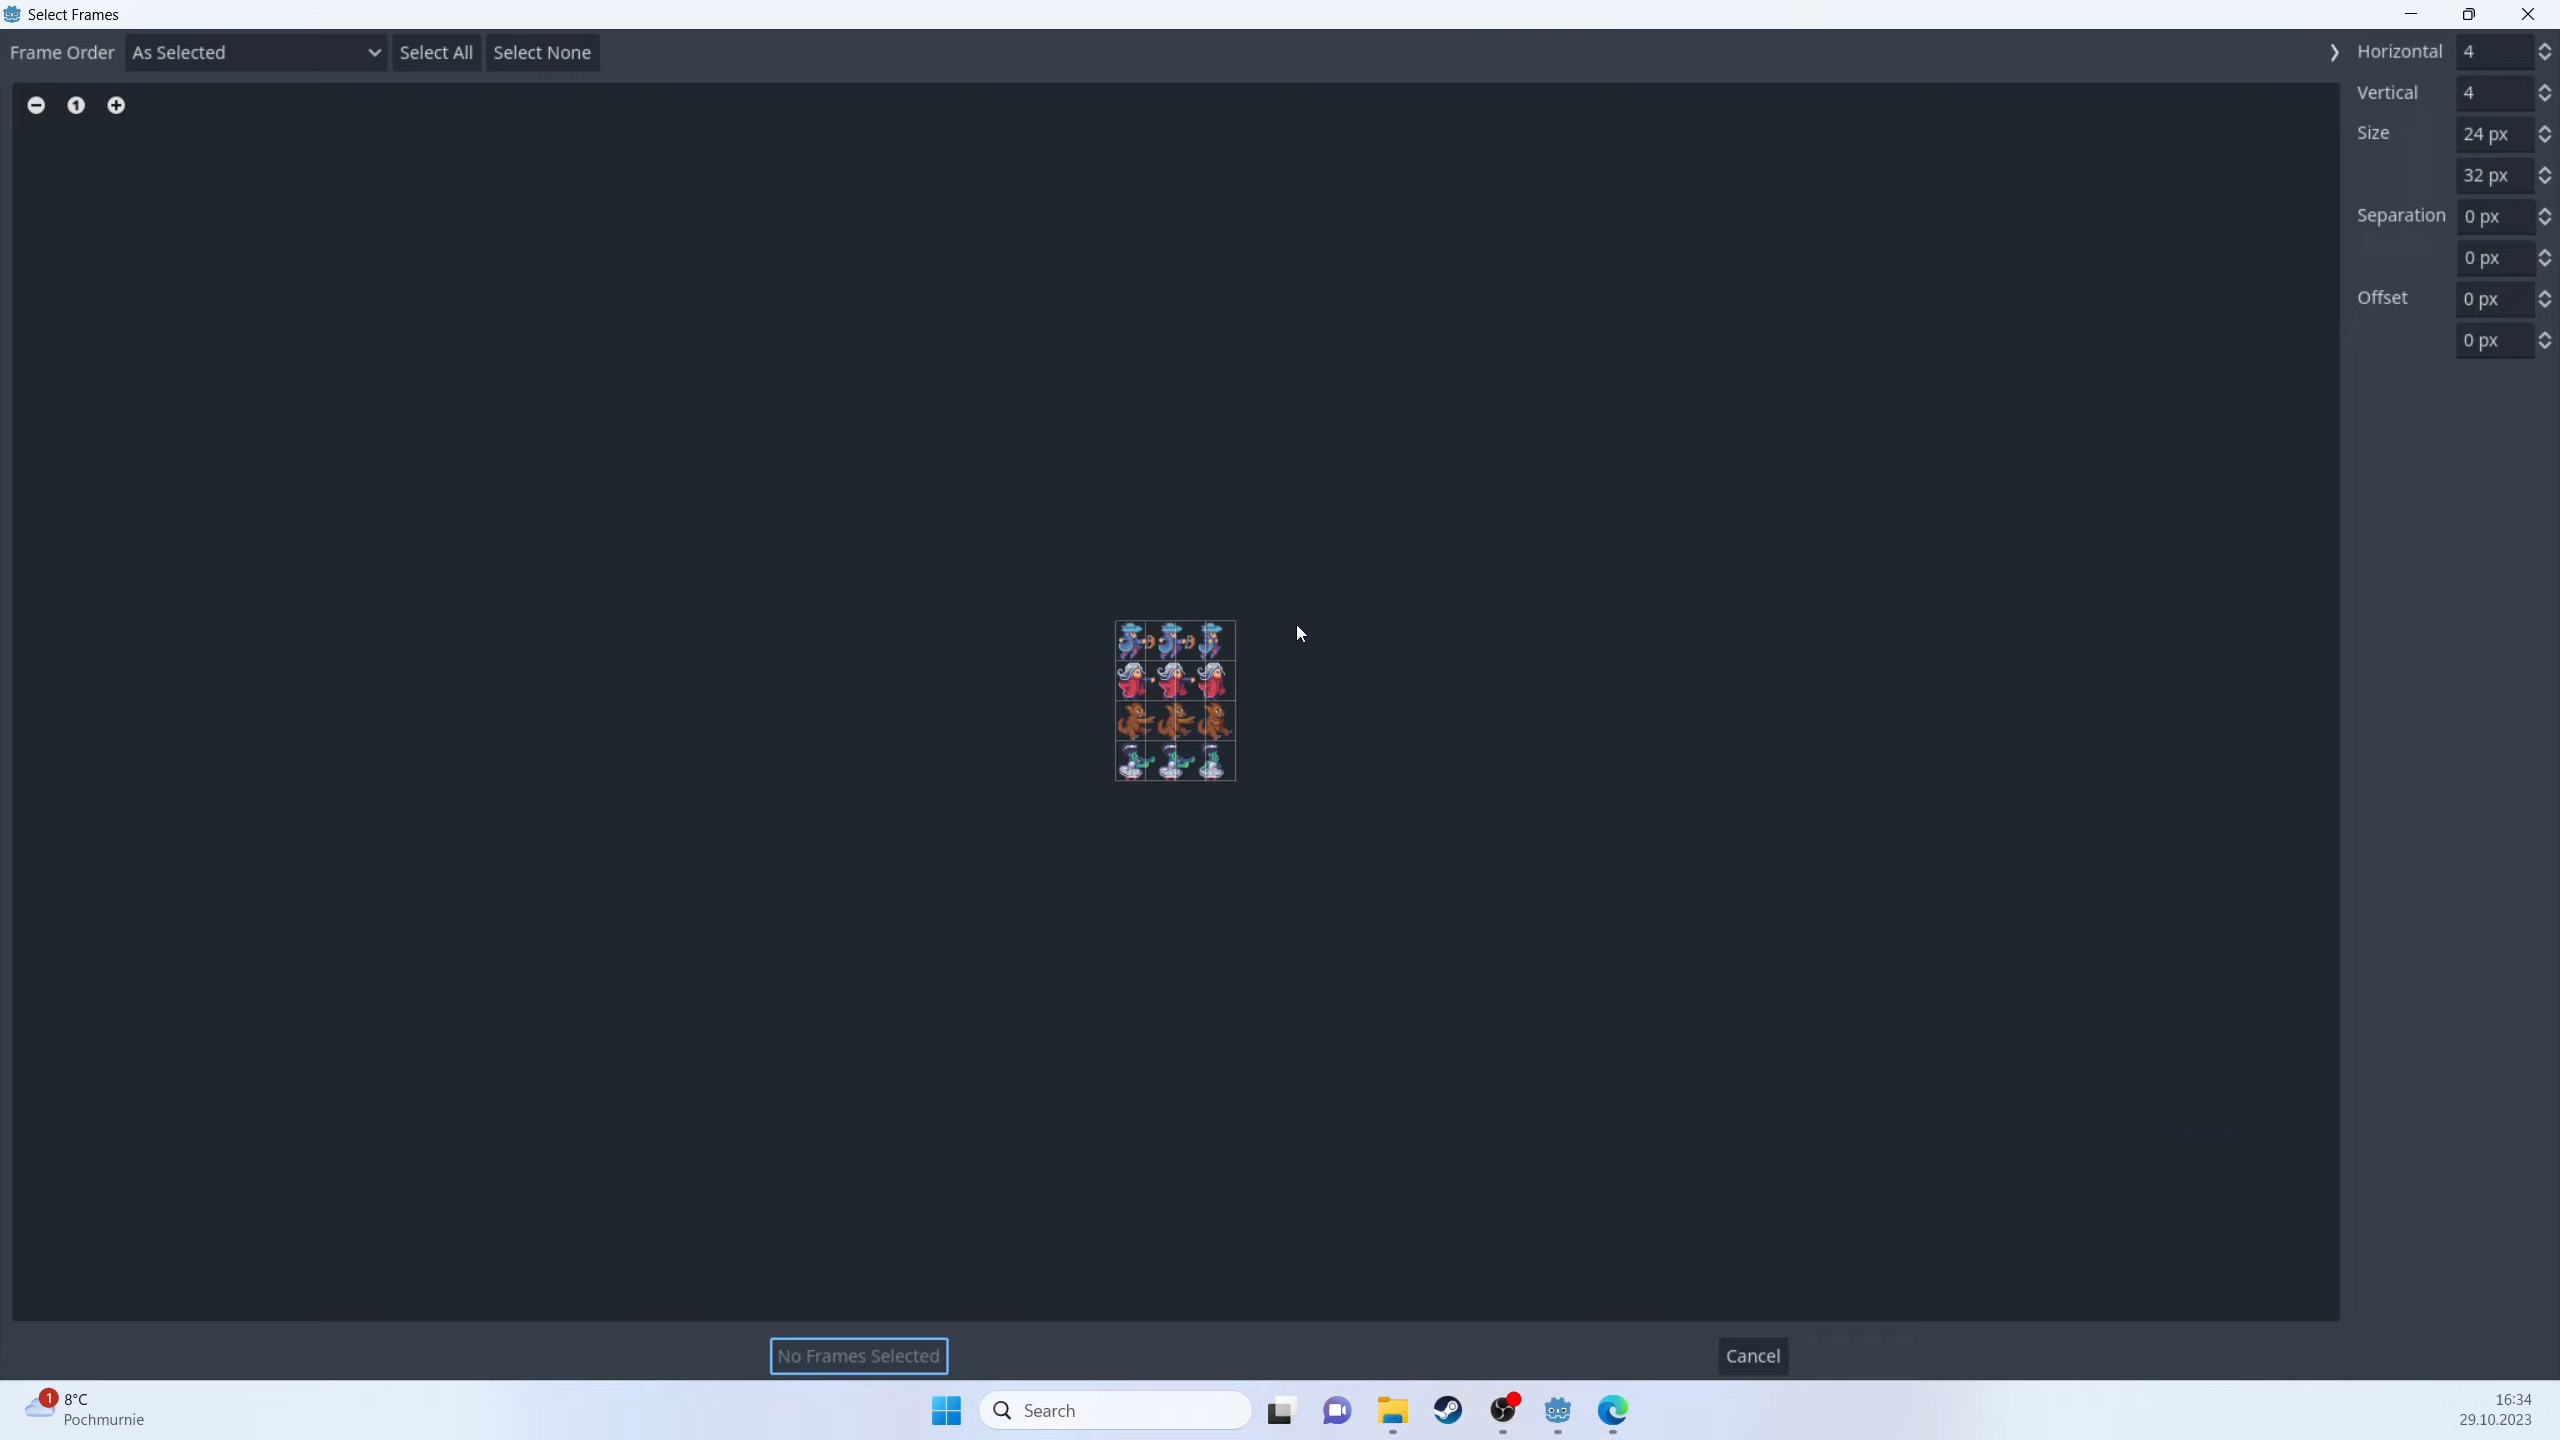 Select Frames
Frame Order As Selected Select All Select None
Horizontal 4
Vertical 4
Size 24 px
32 px
Separation 0 px
0 px
Offset 0 px
0 px
1
No Frames Selected Cancel
1 8°C
Pochmurnie
Search
16:34
29.10.2023